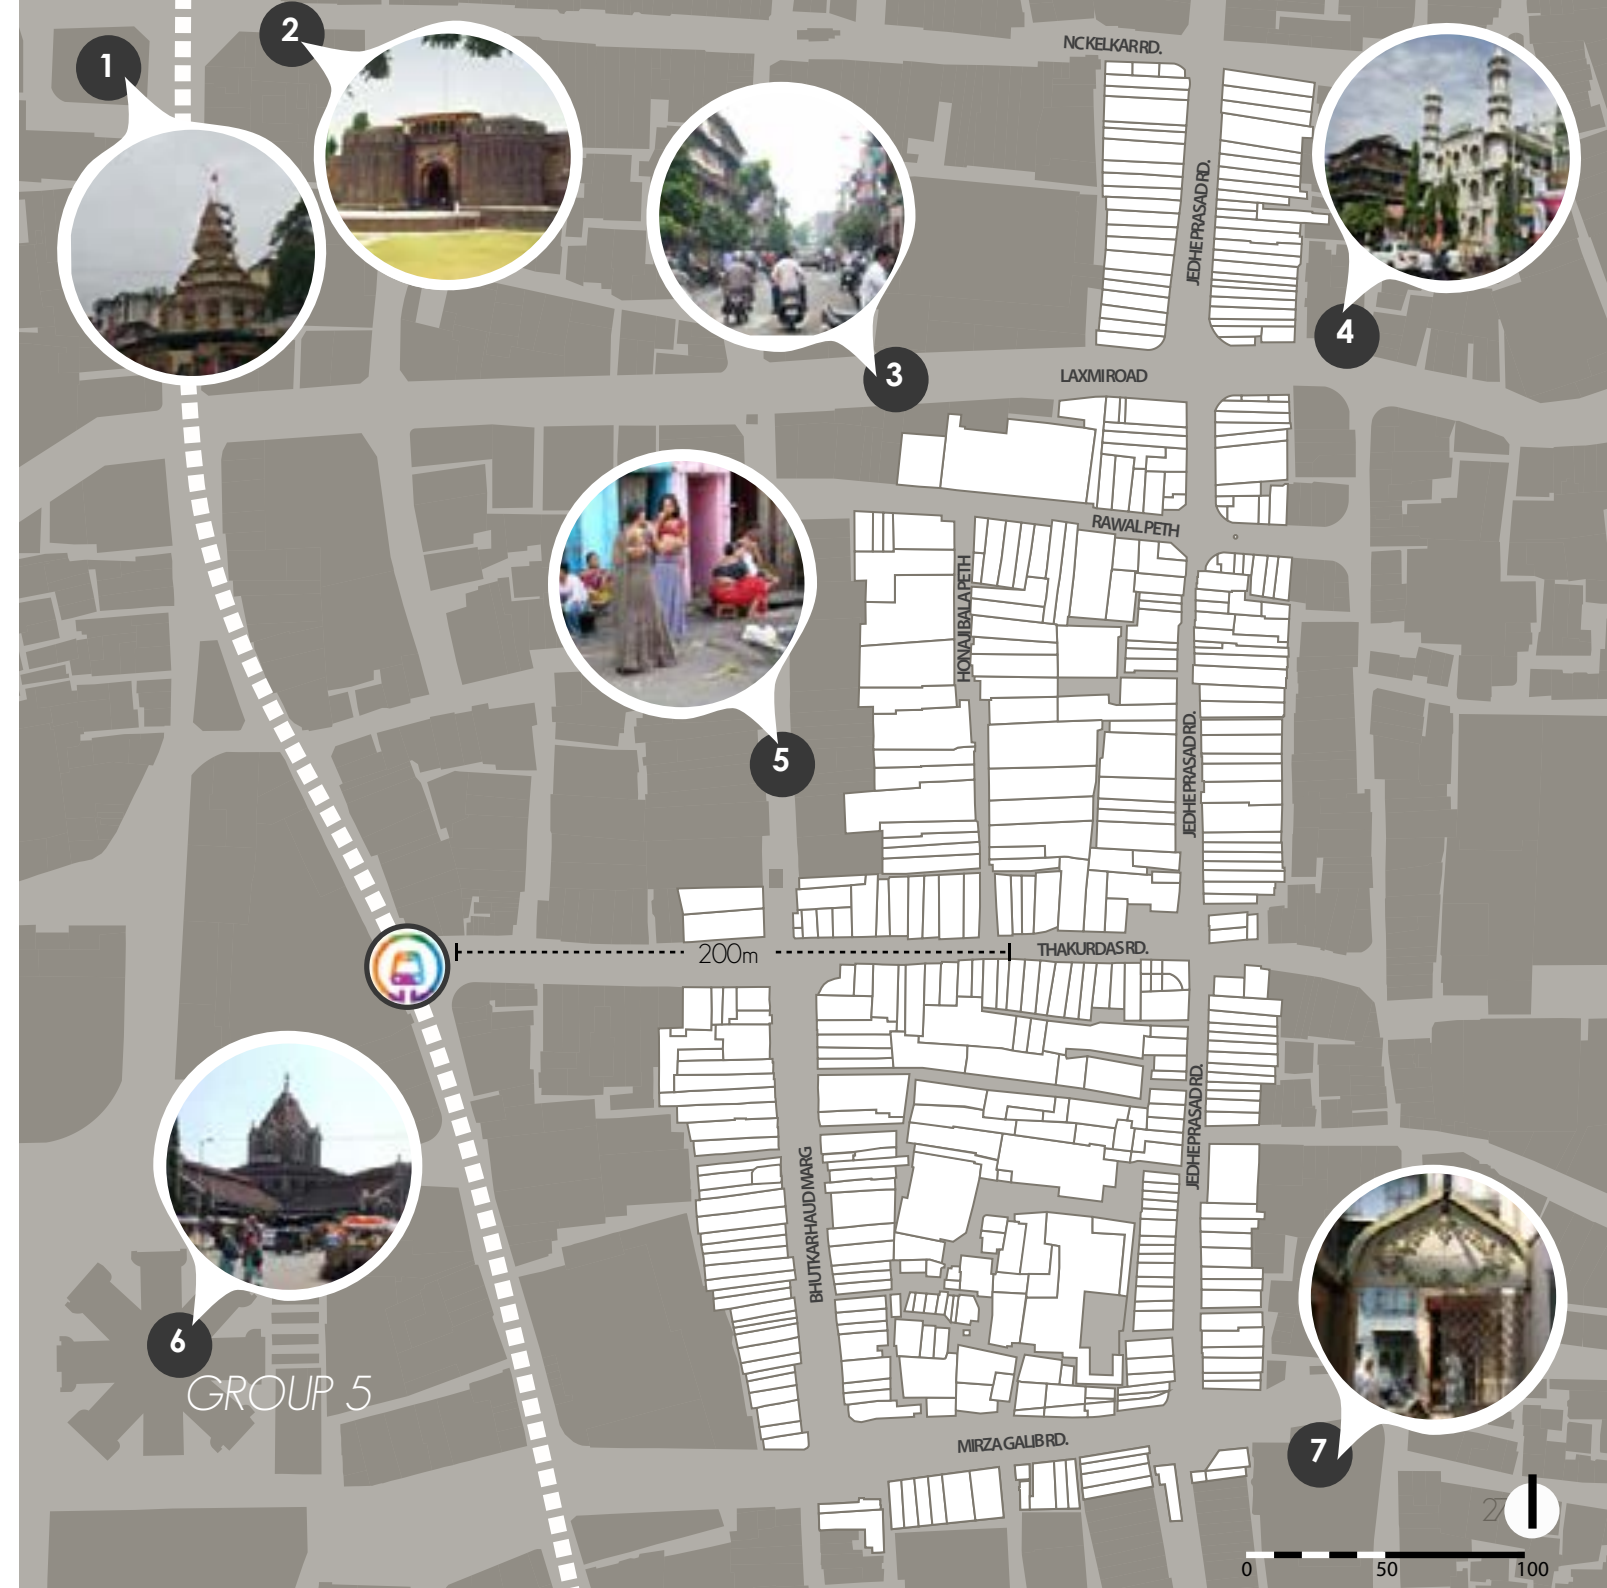 2
1
NC KELKAR RD.
4
JEDHE PRASAD RD.
3
LAXMI ROAD
RAWAL PETH
HONAJI BALA PETH
5
JEDHE PRASAD RD.
200m
THAKURDAS RD.
JEDHE PRASAD RD.
BHUTKARHAUD MARG
6
GROUP 5
MIRZA GALIB RD.
7
27
0 50 100